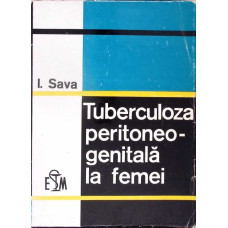 I. Sava
Tuberculoza
peritoneo-
genitală
la femei
ESM